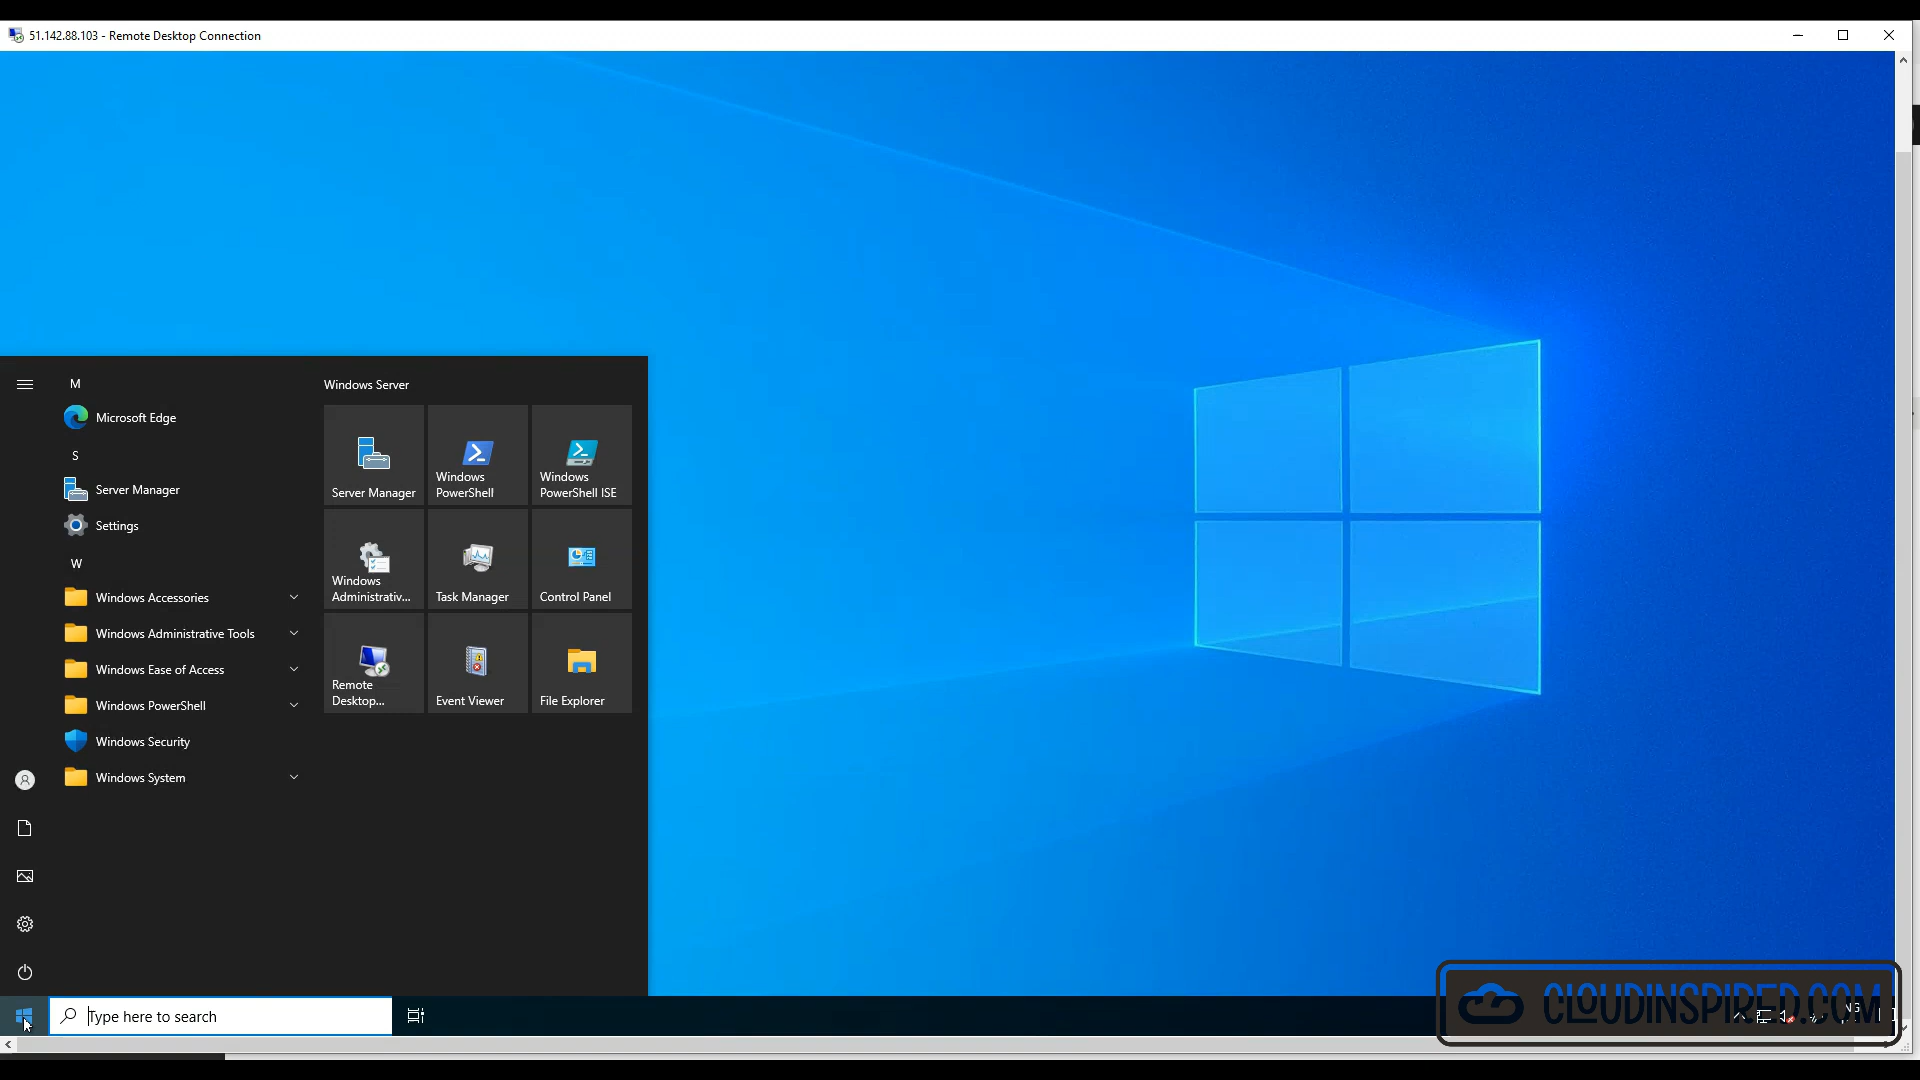 51.142.88.103 - Remote Desktop Connection
M
Microsoft Edge
S
Server Manager
Settings
W
Windows Accessories
Windows Administrative Tools
Windows Ease of Access
Windows PowerShell
Windows Security
Windows System
Windows Server
Server Manager
Windows
PowerShell
Windows
PowerShell ISE
Windows
Administrativ...
Task Manager
Control Panel
Remote
Desktop...
Event Viewer
File Explorer
Type here to search
CLOUDINSPIRED.COM